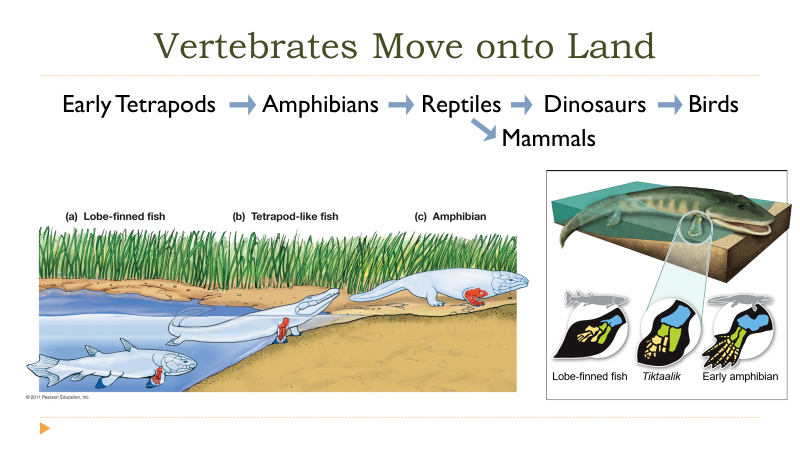 Vertebrates Move onto Land
Early Tetrapods Amphibians Reptiles Dinosaurs Birds
Mammals
(a) Lobe-finned fish (b) Tetrapod-like fish (c) Amphibian
Lobe-finned fish Tiktaalik Early amphibian
© 2011 Pearson Education, Inc.